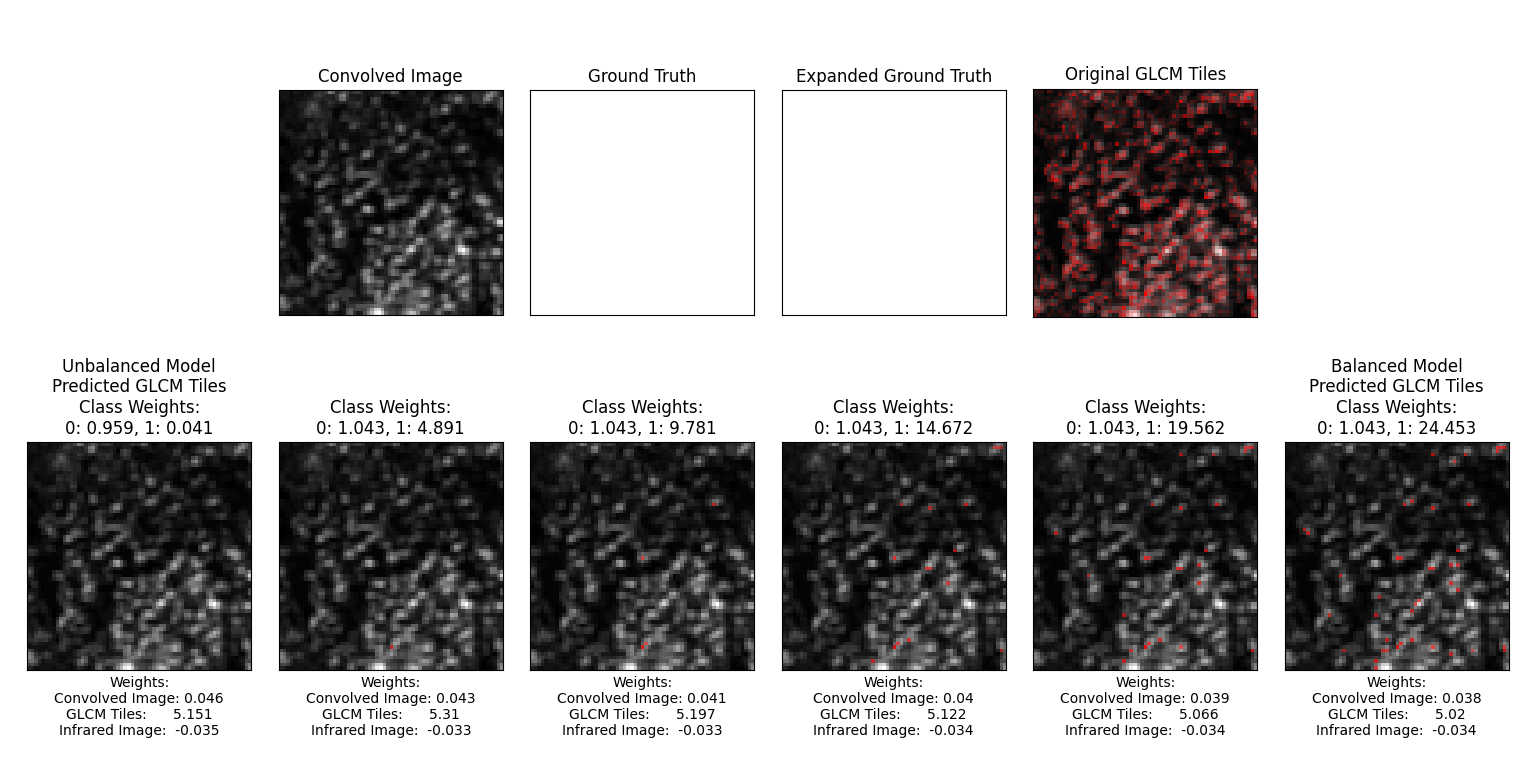 Convolved Image
Ground Truth
Expanded Ground Truth
Original GLCM Tiles
Unbalanced Model
Predicted GLCM Tiles
Class Weights:
0: 0.959, 1: 0.041
Class Weights:
0: 1.043, 1: 4.891
Class Weights:
0: 1.043, 1: 9.781
Class Weights:
0: 1.043, 1: 14.672
Class Weights:
0: 1.043, 1: 19.562
Balanced Model
Predicted GLCM Tiles
Class Weights:
0: 1.043, 1: 24.453
Weights:
Convolved Image: 0.046
GLCM Tiles: 5.151
Infrared Image: -0.035
Weights:
Convolved Image: 0.043
GLCM Tiles: 5.31
Infrared Image: -0.033
Weights:
Convolved Image: 0.041
GLCM Tiles: 5.197
Infrared Image: -0.033
Weights:
Convolved Image: 0.04
GLCM Tiles: 5.122
Infrared Image: -0.034
Weights:
Convolved Image: 0.039
GLCM Tiles: 5.066
Infrared Image: -0.034
Weights:
Convolved Image: 0.038
GLCM Tiles: 5.02
Infrared Image: -0.034